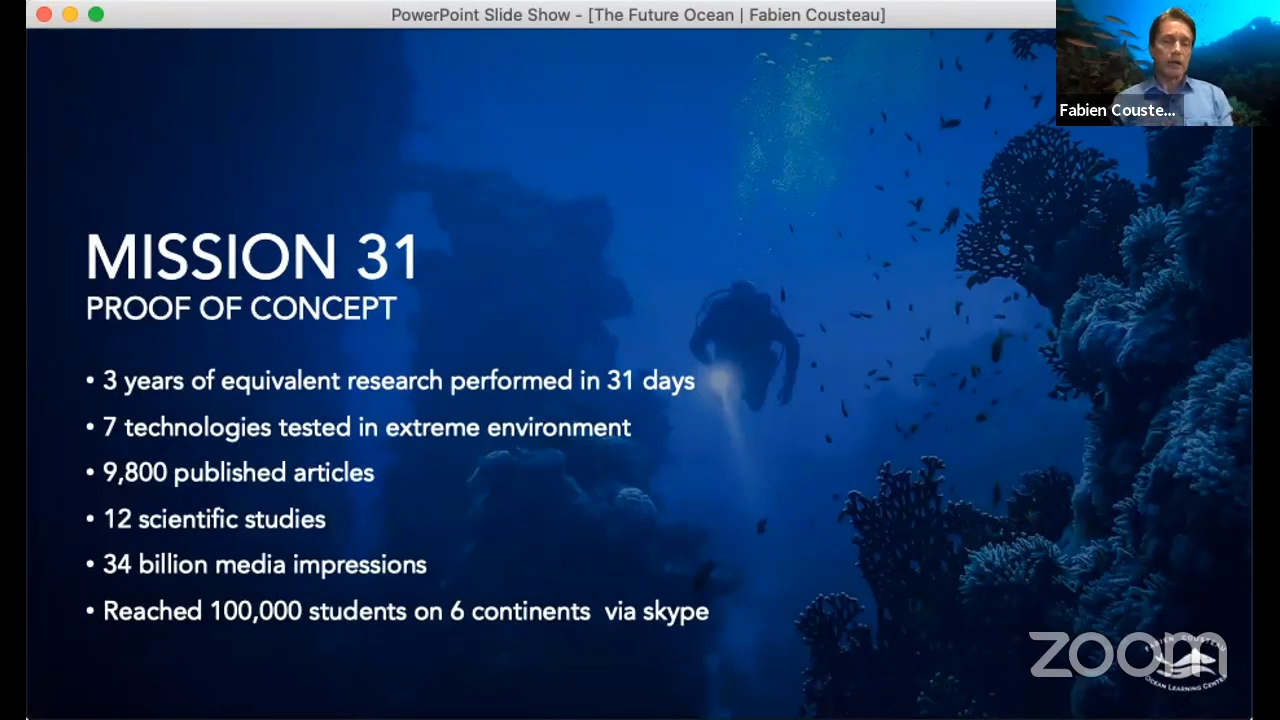 PowerPoint Slide Show - [The Future Ocean | Fabien Cousteau]
Fabien Couste...
MISSION 31
PROOF OF CONCEPT
• 3 years of equivalent research performed in 31 days
• 7 technologies tested in extreme environment
• 9,800 published articles
• 12 scientific studies
• 34 billion media impressions
• Reached 100,000 students on 6 continents via skype
zoom
FABIEN COUSTEAU
OCEAN LEARNING CENTER